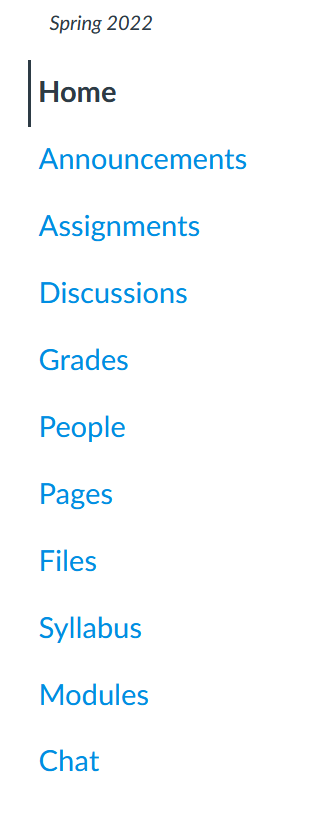 Spring 2022
Home
Announcements
Assignments
Discussions
Grades
People
Pages
Files
Syllabus
Modules
Chat